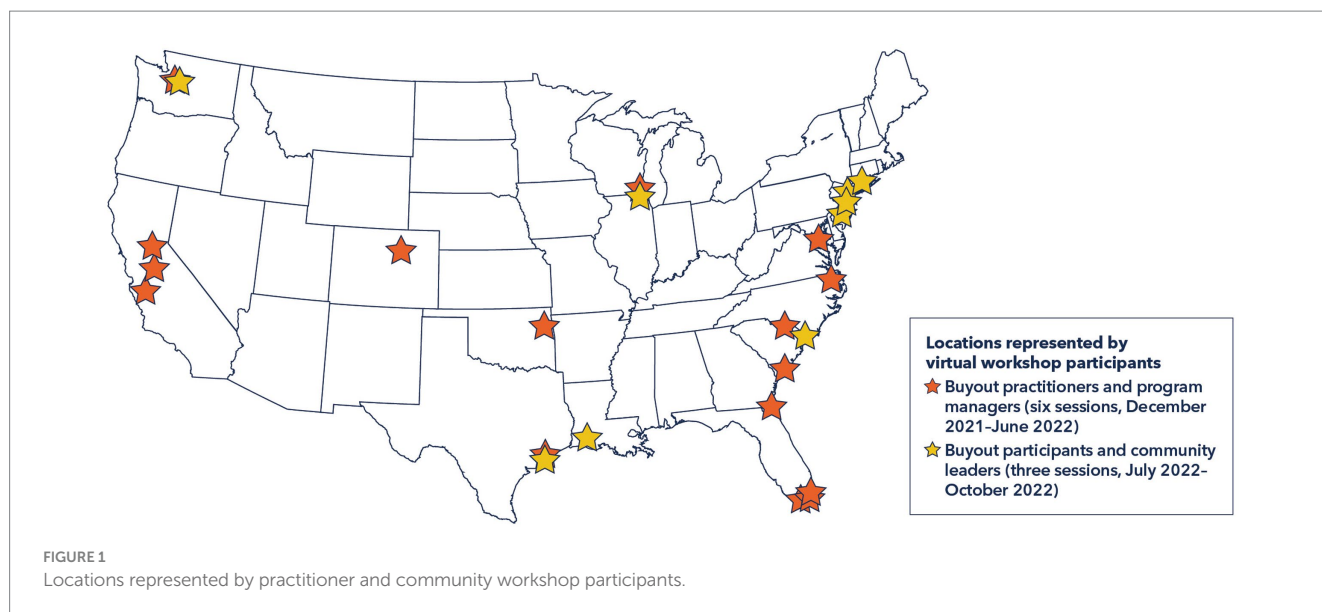 Locations represented by
virtual workshop participants
Buyout practitioners and program
managers (six sessions, December
2021–June 2022)
Buyout participants and community
leaders (three sessions, July 2022–
October 2022)
FIGURE 1
Locations represented by practitioner and community workshop participants.